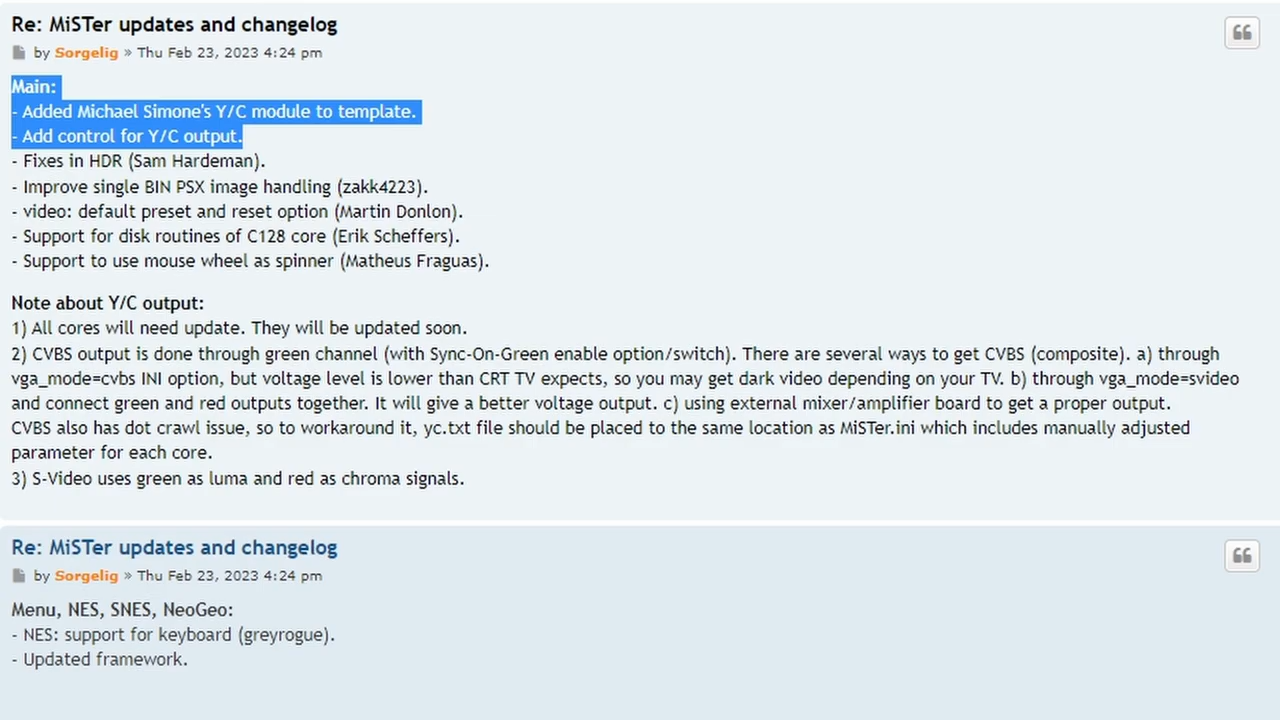 Re: MiSTer updates and changelog
by Sorgelig » Thu Feb 23, 2023 4:24 pm
Main:
- Added Michael Simone's Y/C module to template.
- Add control for Y/C output.
- Fixes in HDR (Sam Hardeman).
- Improve single BIN PSX image handling (zakk4223).
- video: default preset and reset option (Martin Donlon).
- Support for disk routines of C128 core (Erik Scheffers).
- Support to use mouse wheel as spinner (Matheus Fraguas).
Note about Y/C output:
1) All cores will need update. They will be updated soon.
2) CVBS output is done through green channel (with Sync-On-Green enable option/switch). There are several ways to get CVBS (composite). a) through
vga_mode=cvbs INI option, but voltage level is lower than CRT TV expects, so you may get dark video depending on your TV. b) through vga_mode=svideo
and connect green and red outputs together. It will give a better voltage output. c) using external mixer/amplifier board to get a proper output.
CVBS also has dot crawl issue, so to workaround it, yc.txt file should be placed to the same location as MiSTer.ini which includes manually adjusted
parameter for each core.
3) S-Video uses green as luma and red as chroma signals.
Re: MiSTer updates and changelog
by Sorgelig » Thu Feb 23, 2023 4:24 pm
Menu, NES, SNES, NeoGeo:
- NES: support for keyboard (greyrogue).
- Updated framework.